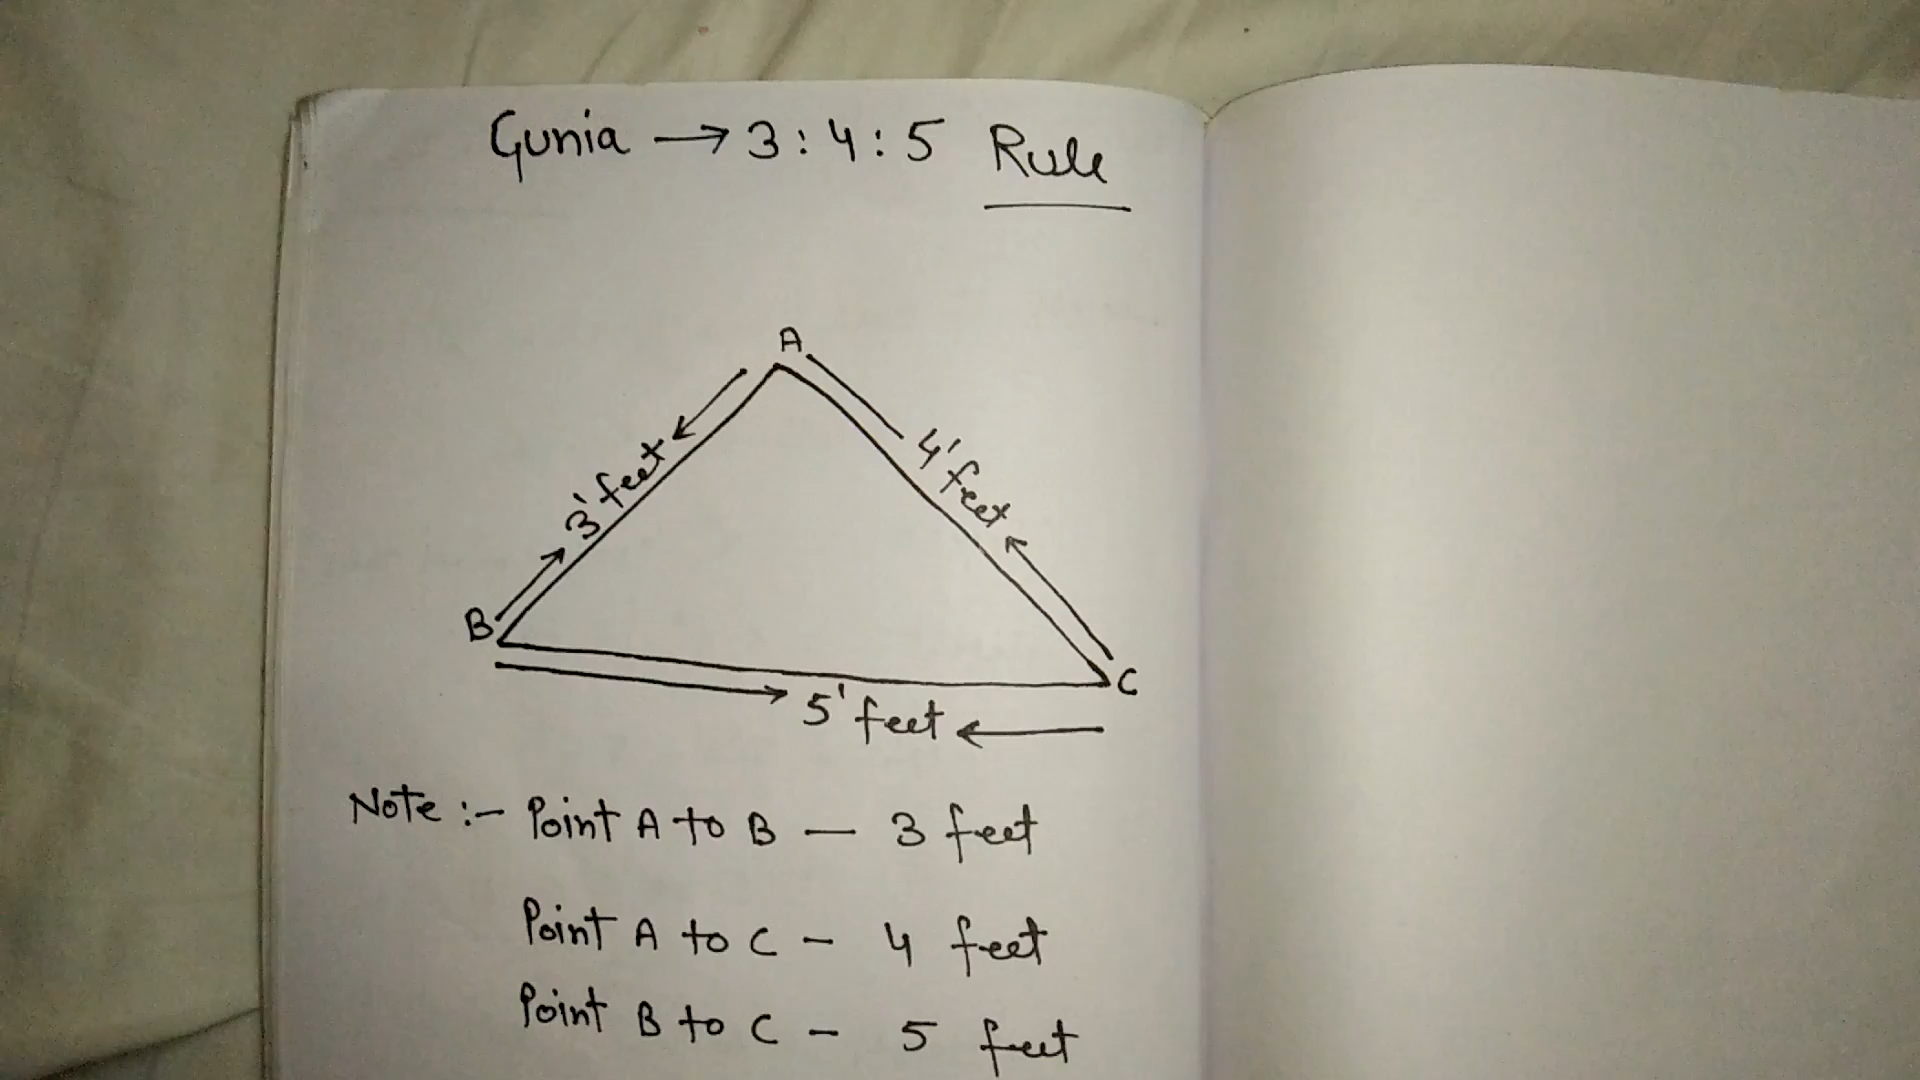 Gunia → 3:4:5 Rule
A
3' feet
4' feet
B
C
5' feet
Note :- Point A to B — 3 feet
Point A to C - 4 feet
Point B to C - 5 feet